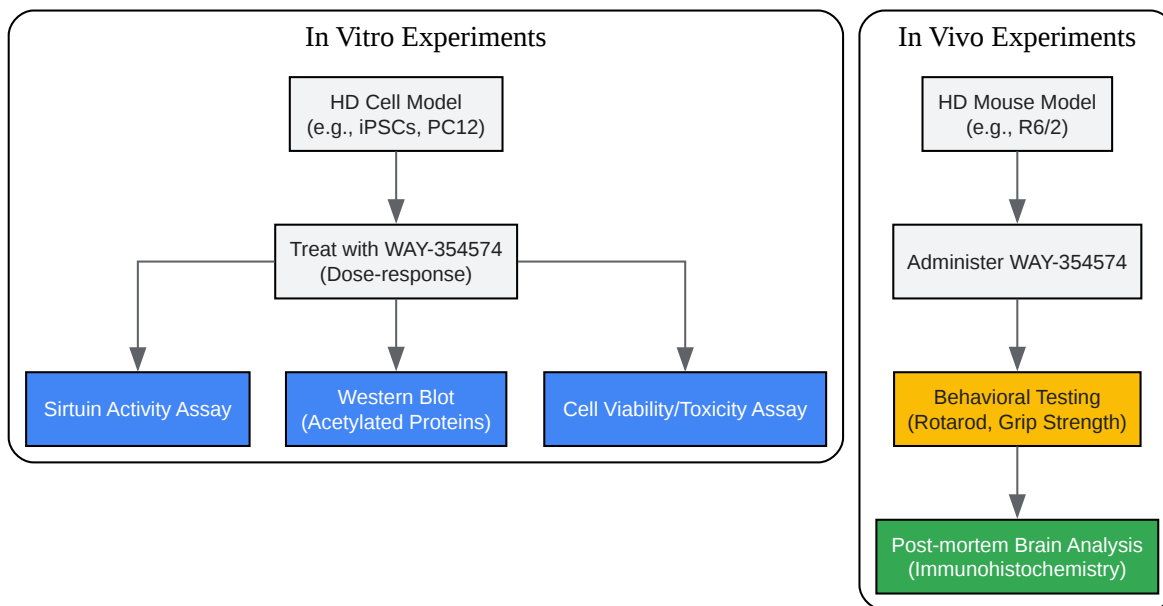 In Vitro Experiments
HD Cell Model
(e.g., iPSCs, PC12)
Treat with WAY-354574
(Dose-response)
Sirtuin Activity Assay
Western Blot
(Acetylated Proteins)
Cell Viability/Toxicity Assay
In Vivo Experiments
HD Mouse Model
(e.g., R6/2)
Administer WAY-354574
Behavioral Testing
(Rotarod, Grip Strength)
Post-mortem Brain Analysis
(Immunohistochemistry)